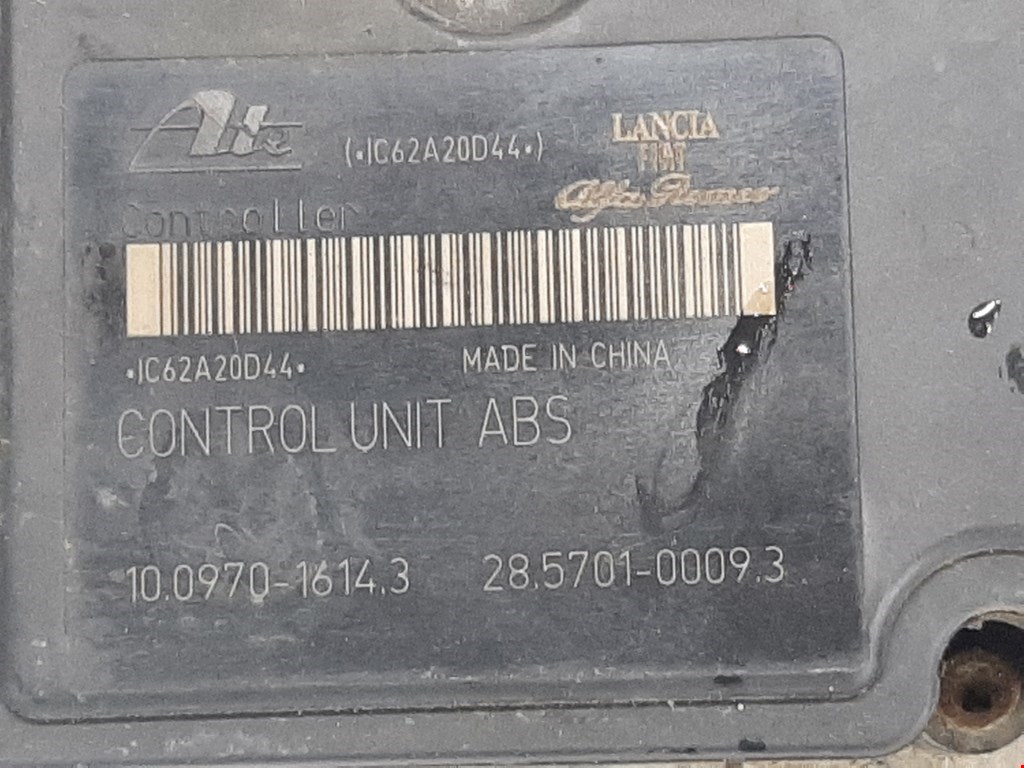 Ate (•IC62A20D44•) LANCIA
FIAT
Alfa Romeo
Controller
•IC62A20D44• MADE IN CHINA
CONTROL UNIT ABS
10.0970-1614.3 28.5701-0009.3